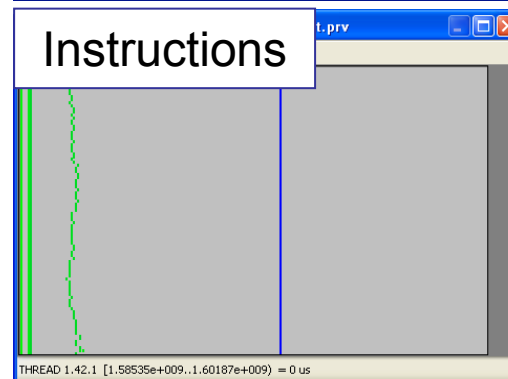 Instructions
t.prv
THREAD 1.42.1 [1.58535e+009..1.60187e+009) = 0 us